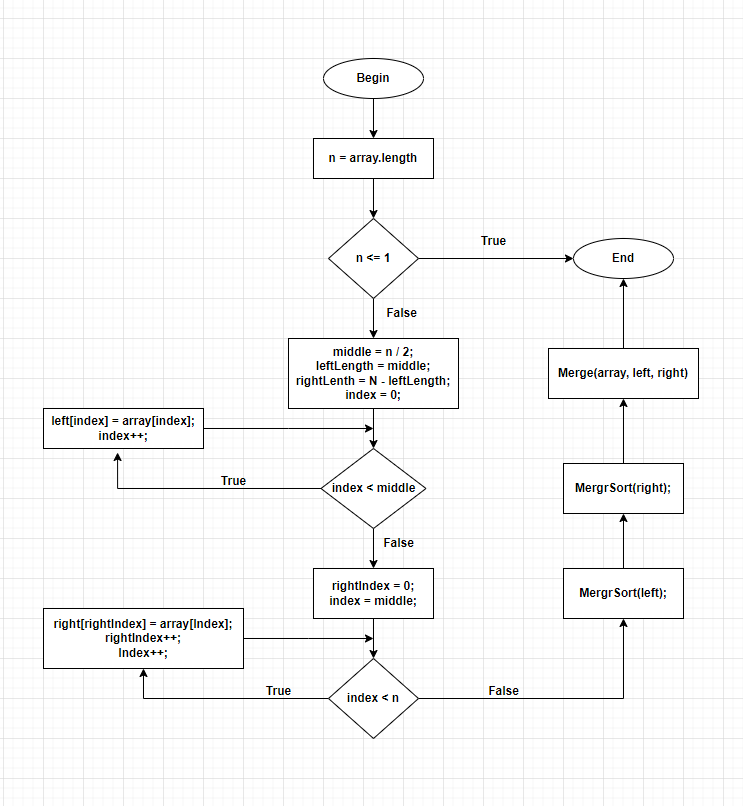 Begin
n = array.length
n <= 1
True
End
False
middle = n / 2;
leftLength = middle;
rightLenth = N - leftLength;
index = 0;
Merge(array, left, right)
left[index] = array[index];
index++;
True
index < middle
MergrSort(right);
False
rightIndex = 0;
index = middle;
MergrSort(left);
right[rightIndex] = array[Index];
rightIndex++;
Index++;
True
index < n
False